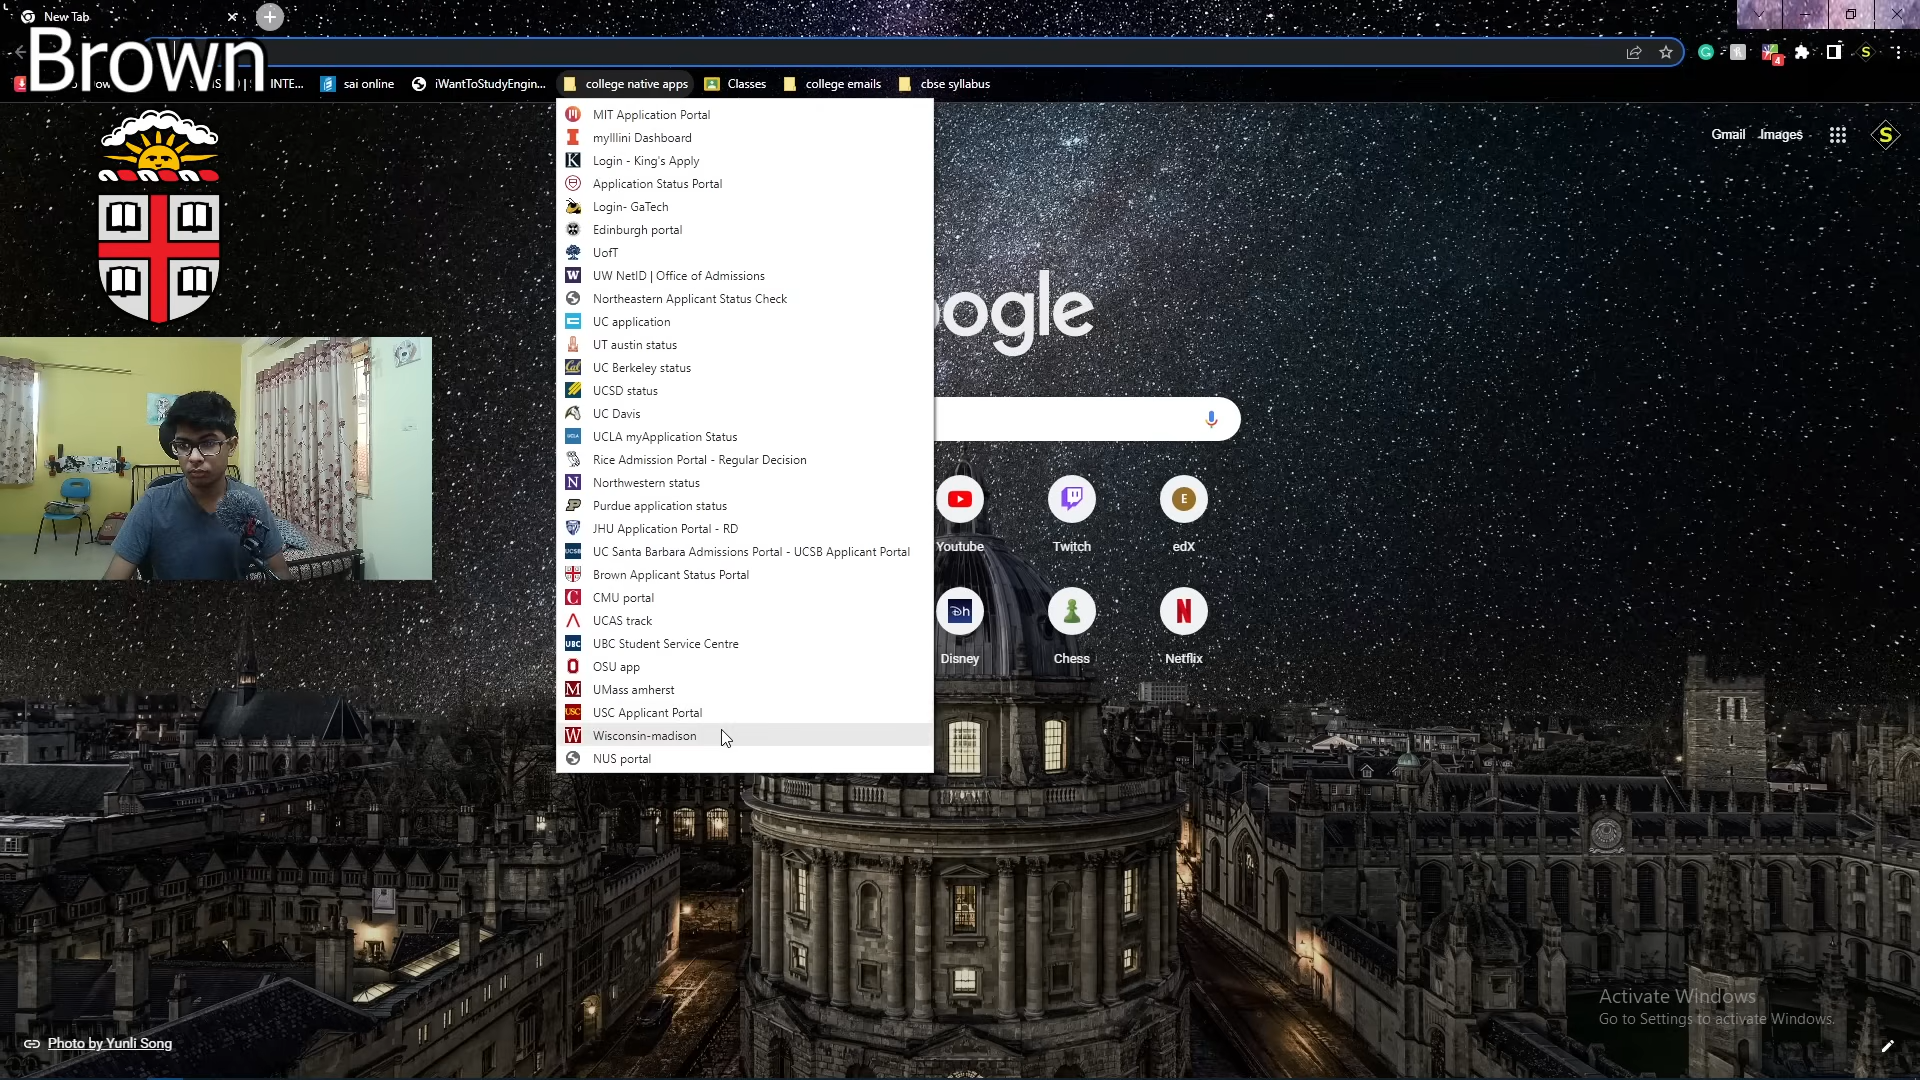 New Tab
Brown
INTE...
sai online
iWantToStudyEngin...
college native apps
Classes
college emails
cbse syllabus
4
S
MIT Application Portal
myIllini Dashboard
Login - King's Apply
Application Status Portal
Login- GaTech
Edinburgh portal
UofT
UW NetID | Office of Admissions
Northeastern Applicant Status Check
UC application
UT austin status
UC Berkeley status
UCSD status
UC Davis
UCLA myApplication Status
Rice Admission Portal - Regular Decision
Northwestern status
Purdue application status
JHU Application Portal - RD
UC Santa Barbara Admissions Portal - UCSB Applicant Portal
Brown Applicant Status Portal
CMU portal
UCAS track
UBC Student Service Centre
OSU app
UMass amherst
USC Applicant Portal
Wisconsin-madison
NUS portal
Gmail
Images
S
ogle
E
Youtube
Twitch
edX
Disney
Chess
Netflix
Activate Windows
Go to Settings to activate Windows.
Photo by Yunli Song